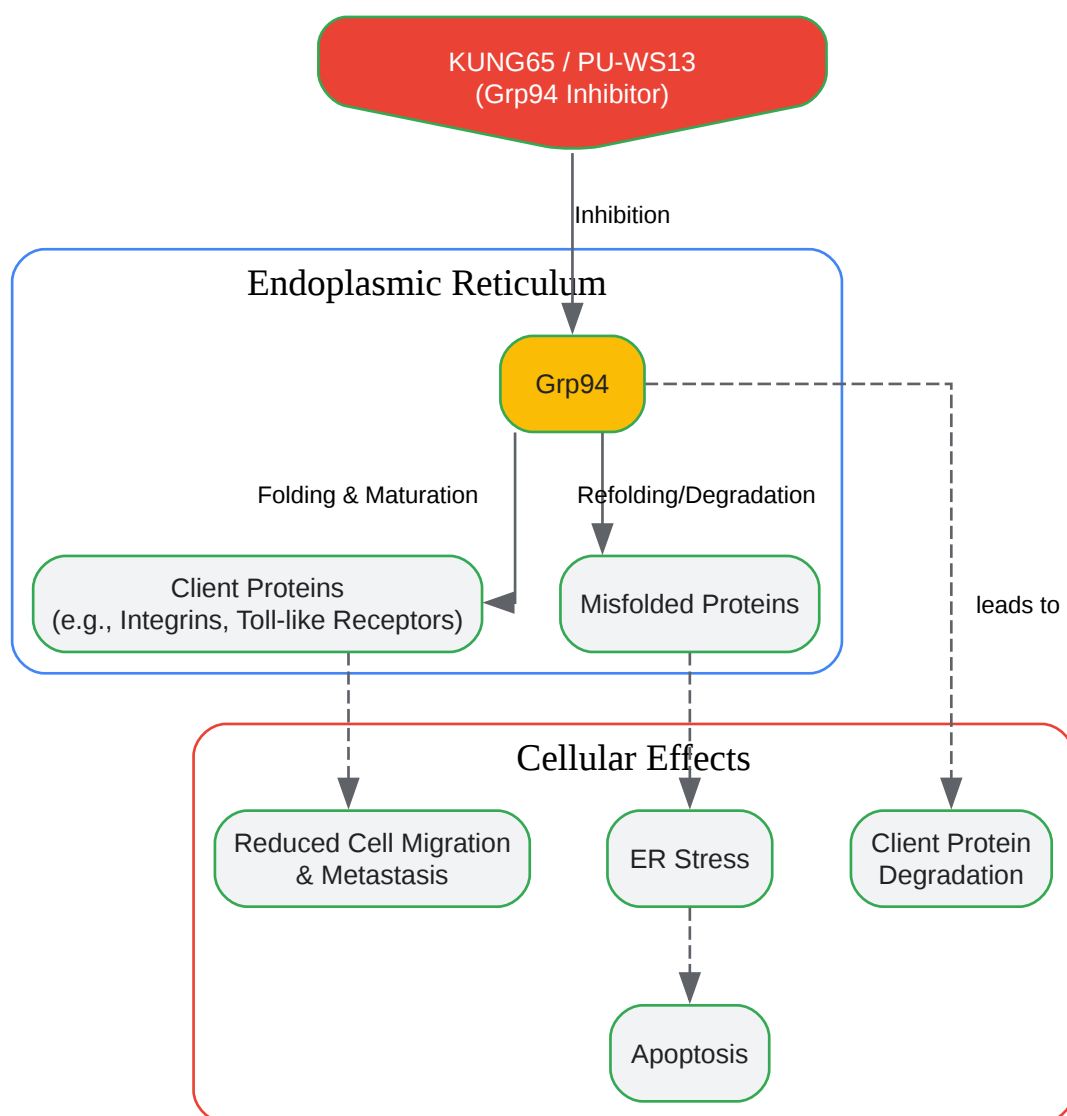 KUNG65 / PU-WS13
(Grp94 Inhibitor)
Inhibition
Endoplasmic Reticulum
Grp94
Folding & Maturation
Refolding/Degradation
Client Proteins
(e.g., Integrins, Toll-like Receptors)
Misfolded Proteins
leads to
Cellular Effects
Reduced Cell Migration
& Metastasis
ER Stress
Client Protein
Degradation
Apoptosis